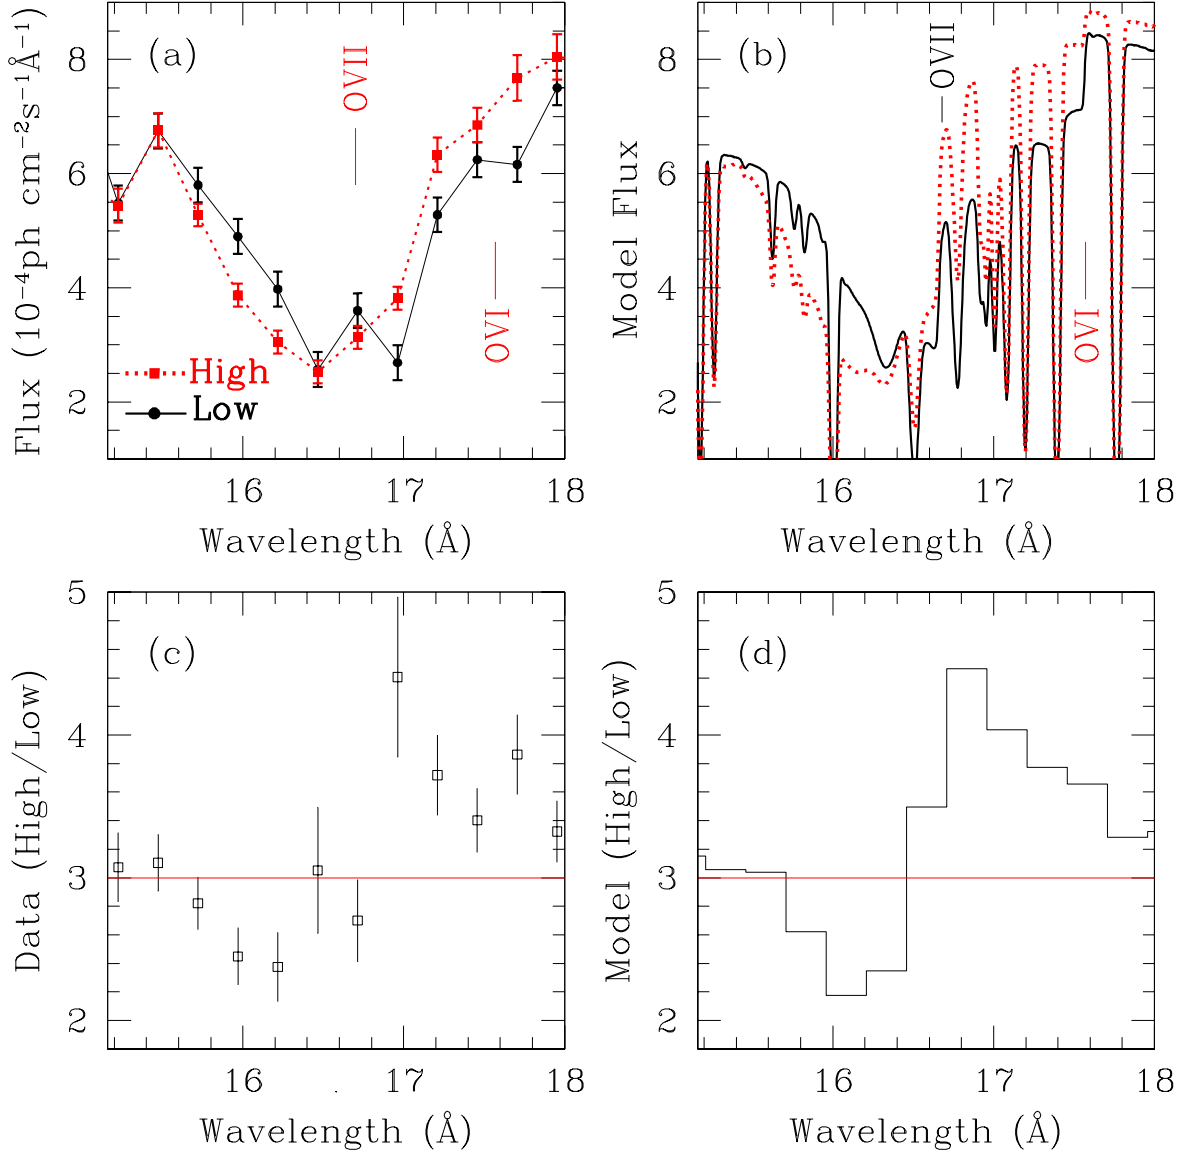 (a)
OVII
OVI
High
Low
8
6
4
2
16
17
18
Flux (10⁻⁴ph cm⁻²s⁻¹Å⁻¹)
Wavelength (Å)
(b)
OVII
OVI
8
6
4
2
16
17
18
Model Flux
Wavelength (Å)
(c)
5
4
3
2
16
17
18
Data (High/Low)
Wavelength (Å)
(d)
5
4
3
2
16
17
18
Model (High/Low)
Wavelength (Å)